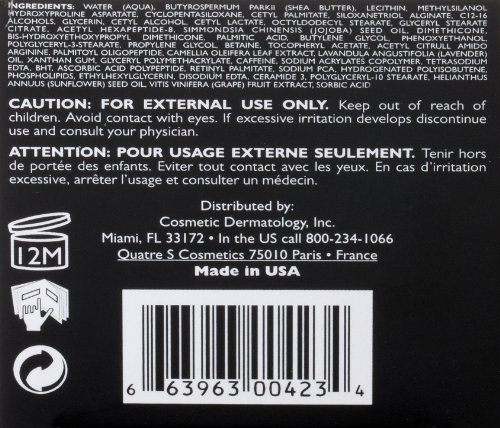 INGREDIENTS: WATER (AQUA), BUTYROSPERMUM PARKII (SHEA BUTTER), LECITHIN, METHYLSILANOL
HYDROXYPROLINE ASPARTATE, CYCLOPENTASILOXANE, CETYL PALMITATE, SILOXANETRIOL ALGINATE, C12-16
ALCOHOLS, GLYCERIN, CETYL ALCOHOL, CETYL LACTATE, OCTYLDODECYL STEARATE, GLYCERYL STEARATE
CITRATE, ACETYL HEXAPEPTIDE-8, SIMMONDSIA CHINENSIS (JOJOBA) SEED OIL, DIMETHICONE,
BIS-HYDROXYETHOXYPROPYL DIMETHICONE, PALMITIC ACID, BUTYLENE GLYCOL, PHENOXYETHANOL,
POLYGLYCERYL-3-STEARATE, PROPYLENE GLYCOL BETAINE, TOCOPHERYL ACETATE, ACETYL CITRULL AMIDO
ARGININE, PALMITOYL OLIGOPEPTIDE, CAMELLIA OLEIFERA LEAF EXTRACT, LAVANDULA ANGUSTIFOLIA (LAVENDER)
OIL, XANTHAN GUM, GLYCERYL POLYMETHACRYLATE, CAFFEINE, SODIUM ACRYLATES COPOLYMER, TETRASODIUM
EDTA, BHT, ASCORBIC ACID POLYPEPTIDE, RETINYL PALMITATE, SODIUM PCA, HYDROGENATED POLYISOBUTENE,
PHOSPHOLIPIDS, ETHYLHEXYLGLYCERIN, DISODIUM EDTA, CERAMIDE 3, POLYGLYCERYL-10 STEARATE, HELIANTHUS
ANNUUS (SUNFLOWER) SEED OIL, VITIS VINIFERA (GRAPE) FRUIT EXTRACT, SORBIC ACID
CAUTION: FOR EXTERNAL USE ONLY. Keep out of reach of
children. Avoid contact with eyes. If excessive irritation develops discontinue
use and consult your physician.
ATTENTION: POUR USAGE EXTERNE SEULEMENT. Tenir hors
de portée des enfants. Eviter tout contact avec les yeux. En cas d'irritation
excessive, arrêter l'usage et consulter un médecin.
Distributed by:
Cosmetic Dermatology, Inc.
Miami, FL 33172 • In the US call 800-234-1066
Quatre S Cosmetics 75010 Paris • France
Made in USA
12M
6 63963 00423 4